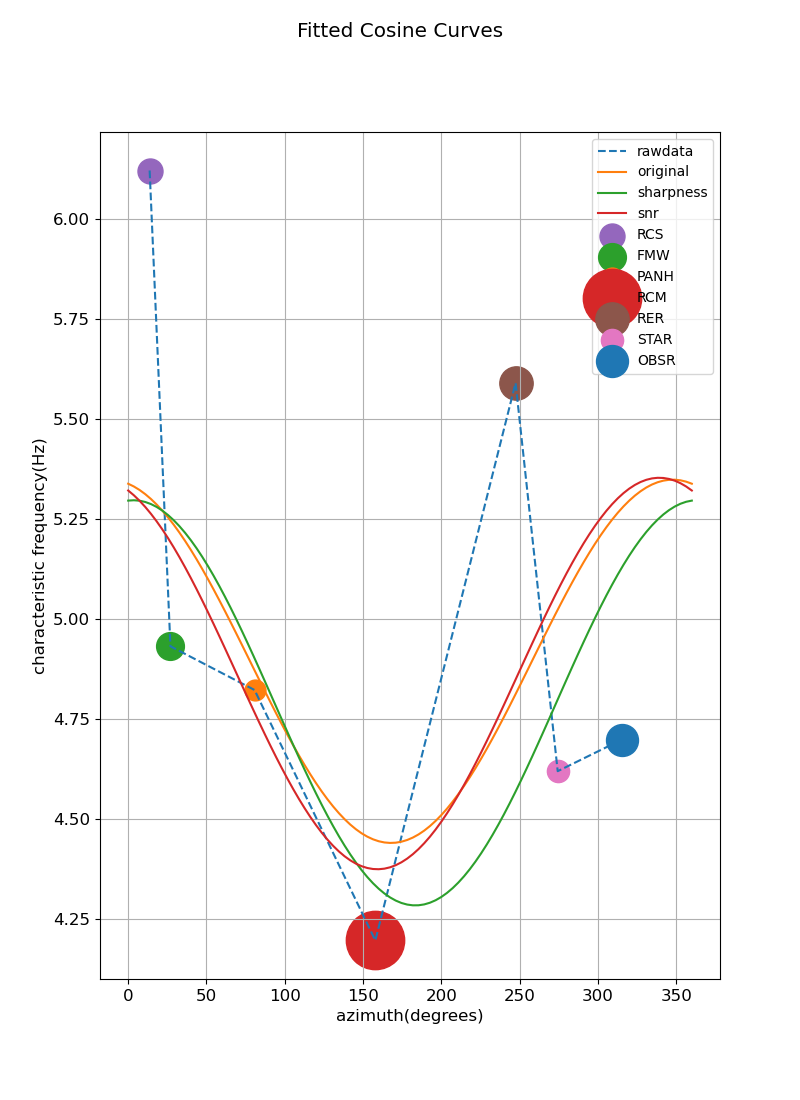 Fitted Cosine Curves
rawdata
original
sharpness
snr
RCS
FMW
PANH
RCM
RER
STAR
OBSR
characteristic frequency(Hz)
6.00
5.75
5.50
5.25
5.00
4.75
4.50
4.25
0 50 100 150 200 250 300 350
azimuth(degrees)